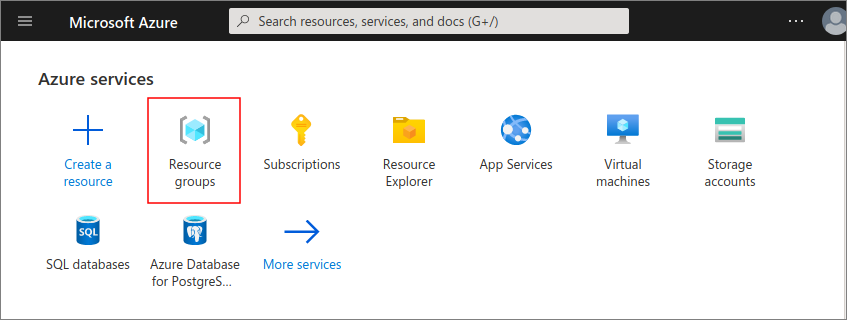 Microsoft Azure
Search resources, services, and docs (G+/)
...
Azure services
Create a
resource
Resource
groups
Subscriptions
Resource
Explorer
App Services
Virtual
machines
Storage
accounts
SQL
SQL databases
Azure Database
for PostgreS...
More services